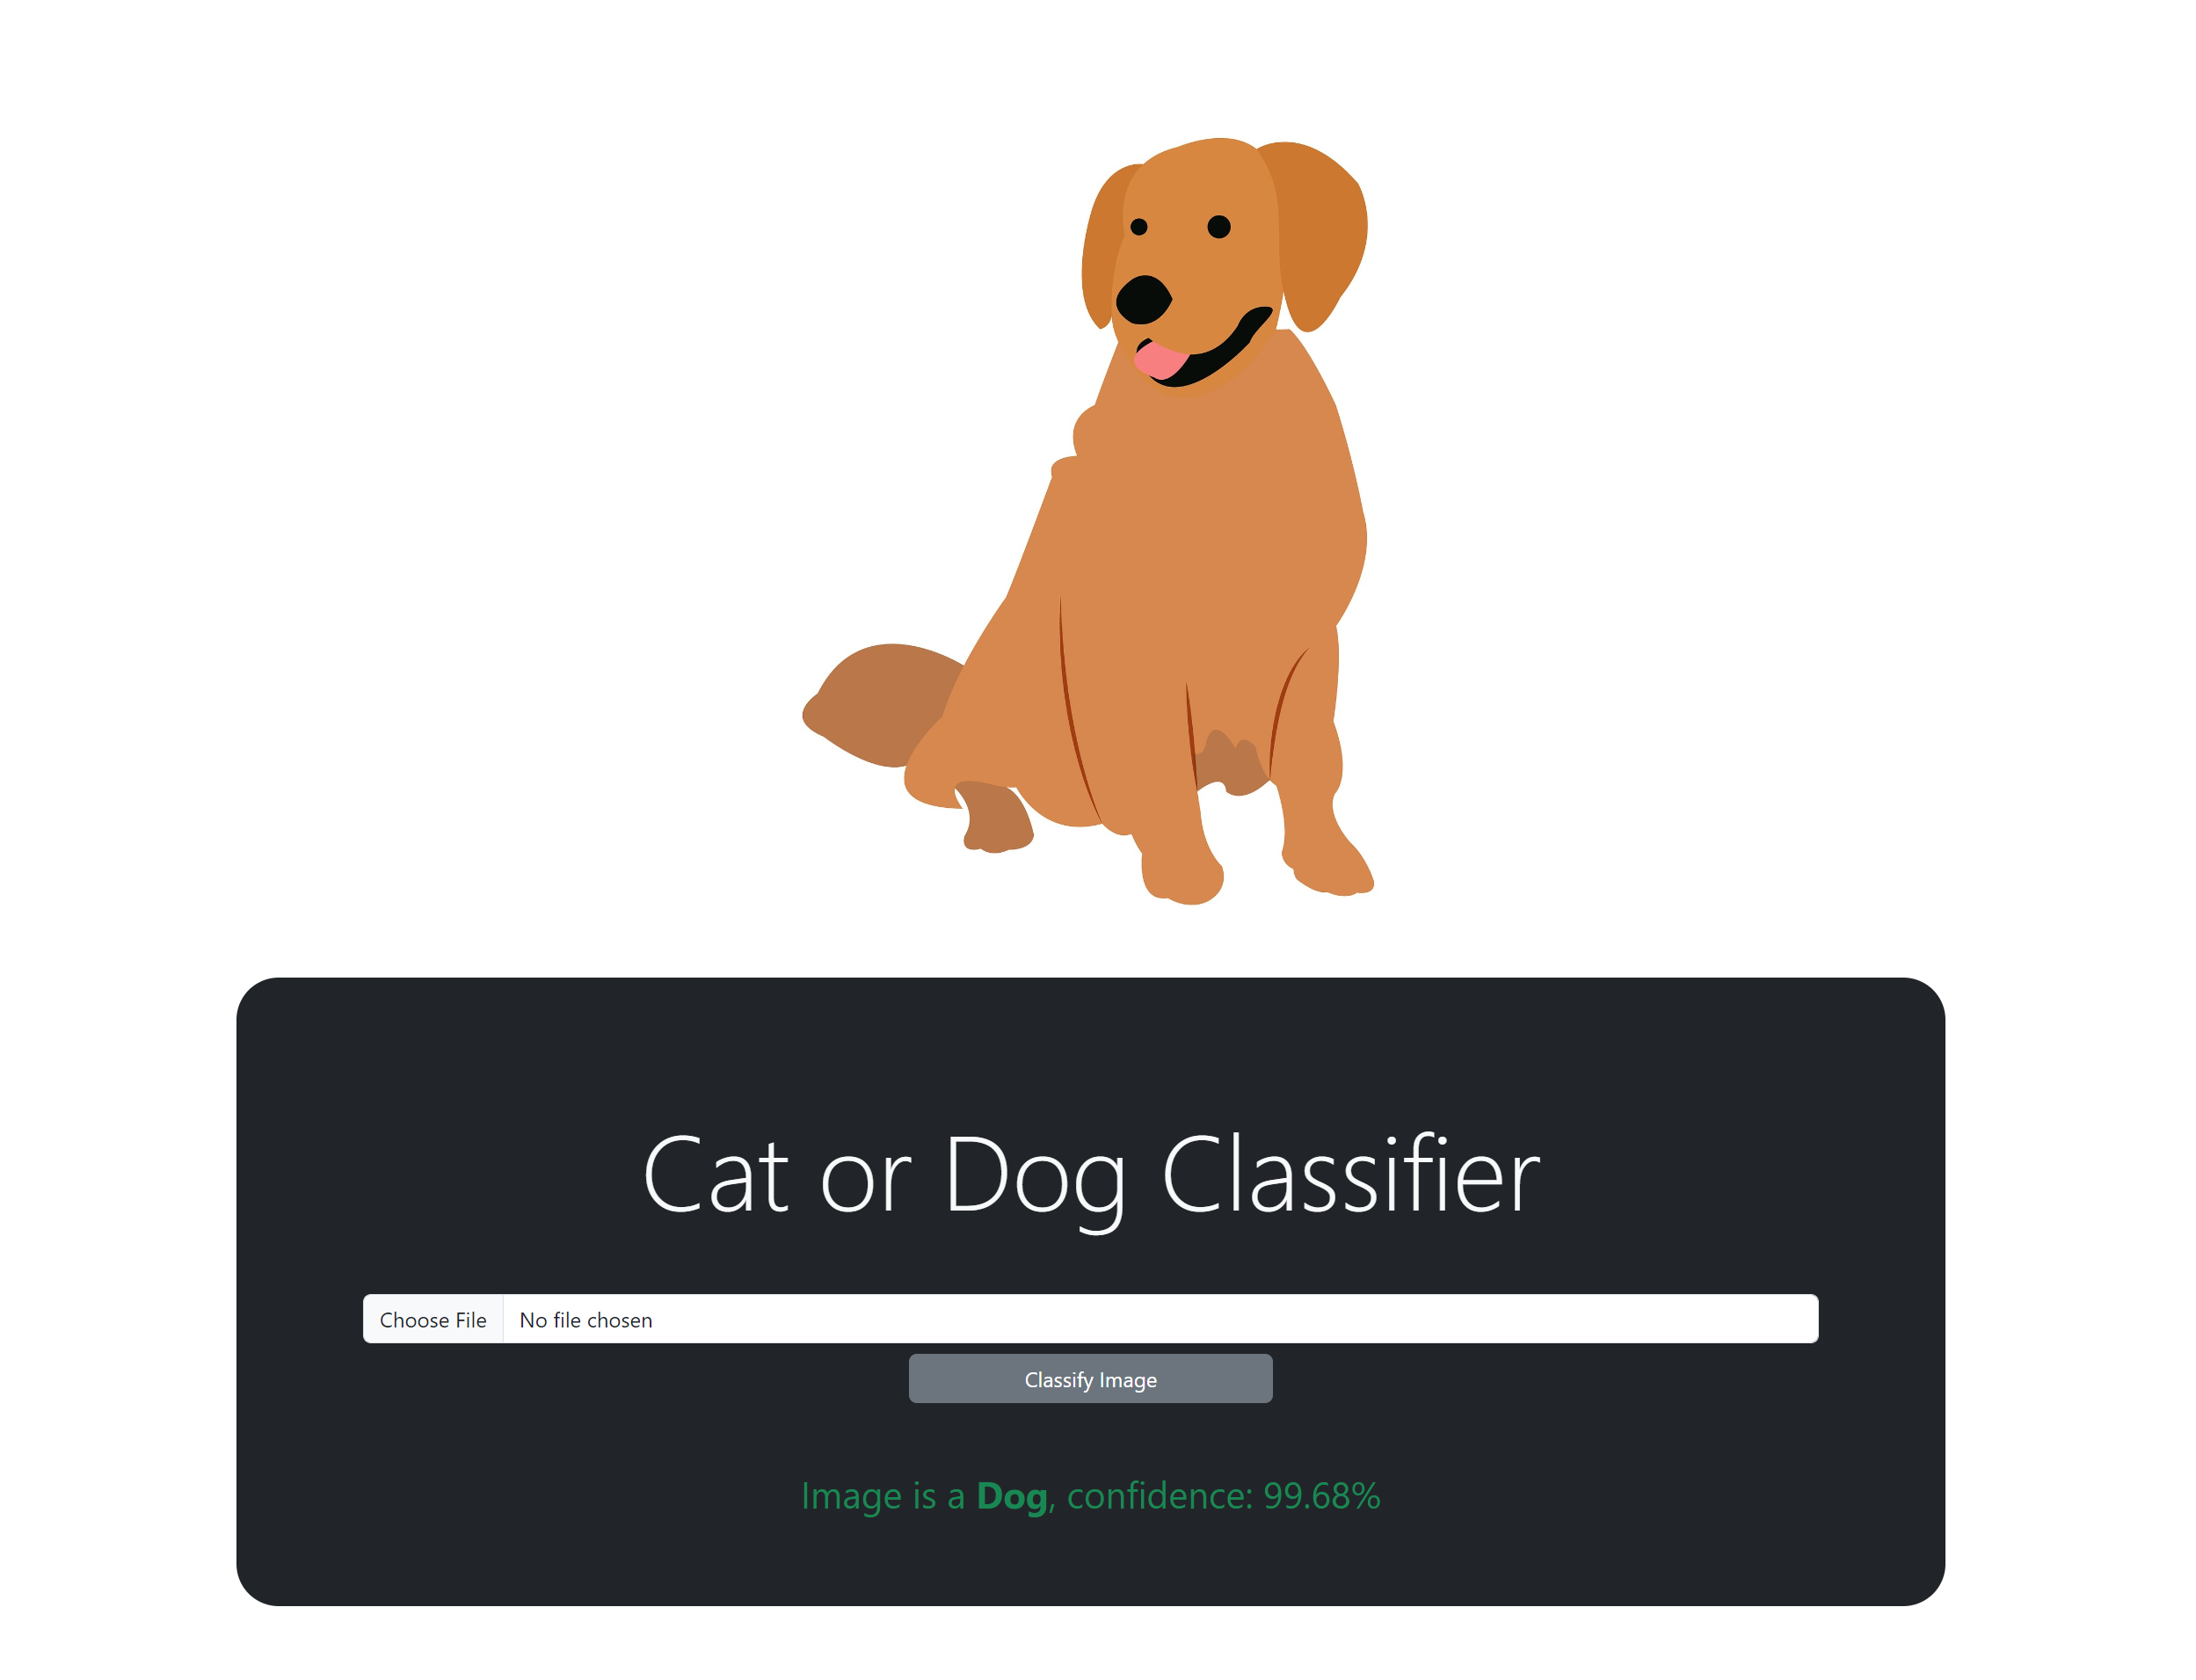 Cat or Dog Classifier
Choose File No file chosen
Classify Image
Image is a Dog, confidence: 99.68%